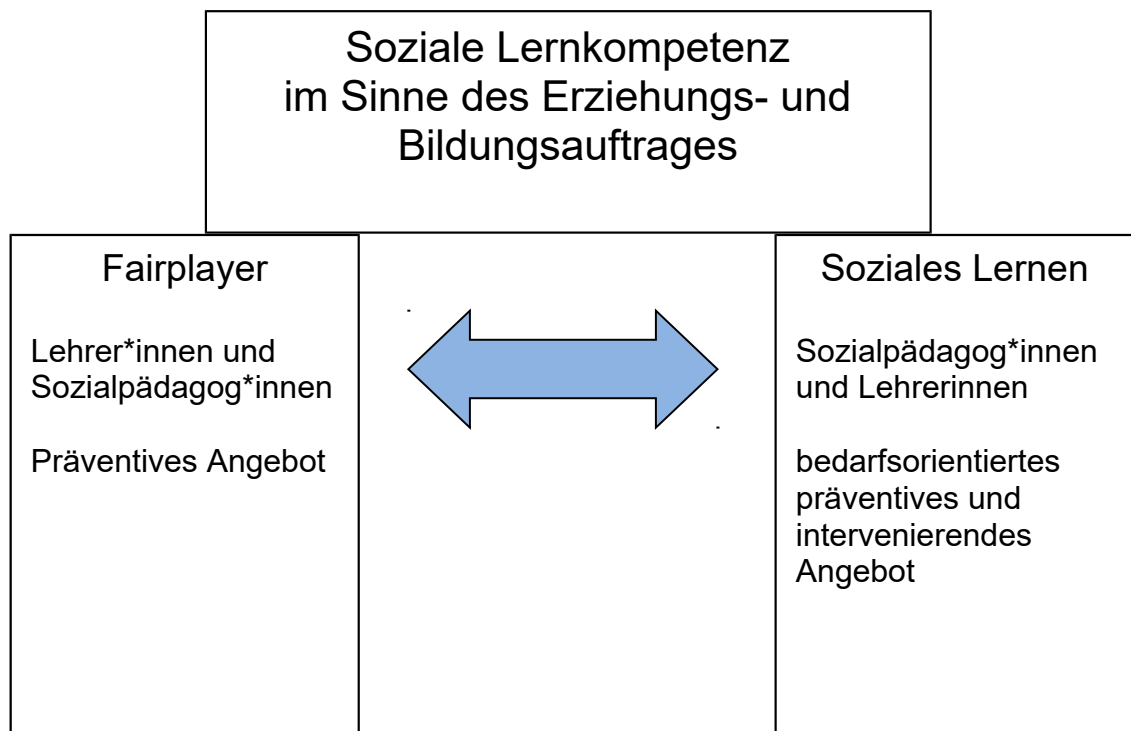 Soziale Lernkompetenz
im Sinne des Erziehungs- und
Bildungsauftrages
Fairplayer
Lehrer*innen und
Sozialpädagog*innen
Präventives Angebot
Soziales Lernen
Sozialpädagog*innen
und Lehrerinnen
bedarfsorientiertes
präventives und
intervenierendes
Angebot